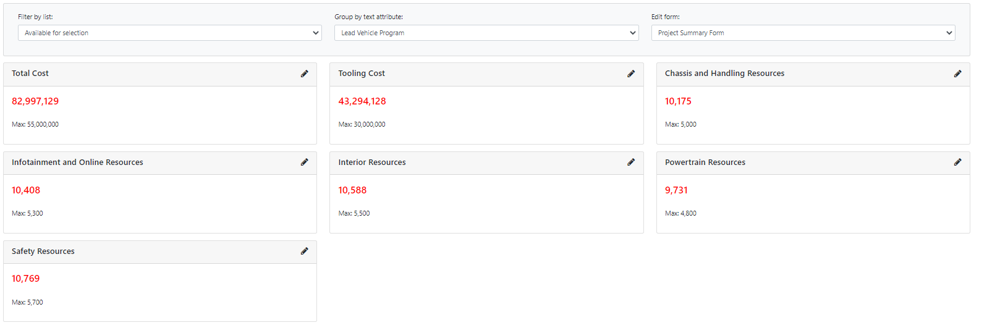 Filter by list:
Group by text attribute:
Edit form:
Available for selection
Lead Vehicle Program
Project Summary Form
Total Cost
82,997,129
Max: 55,000,000
Tooling Cost
43,294,128
Max: 30,000,000
Chassis and Handling Resources
10,175
Max: 5,000
Infotainment and Online Resources
10,408
Max: 5,300
Interior Resources
10,588
Max: 5,500
Powertrain Resources
9,731
Max: 4,800
Safety Resources
10,769
Max: 5,700